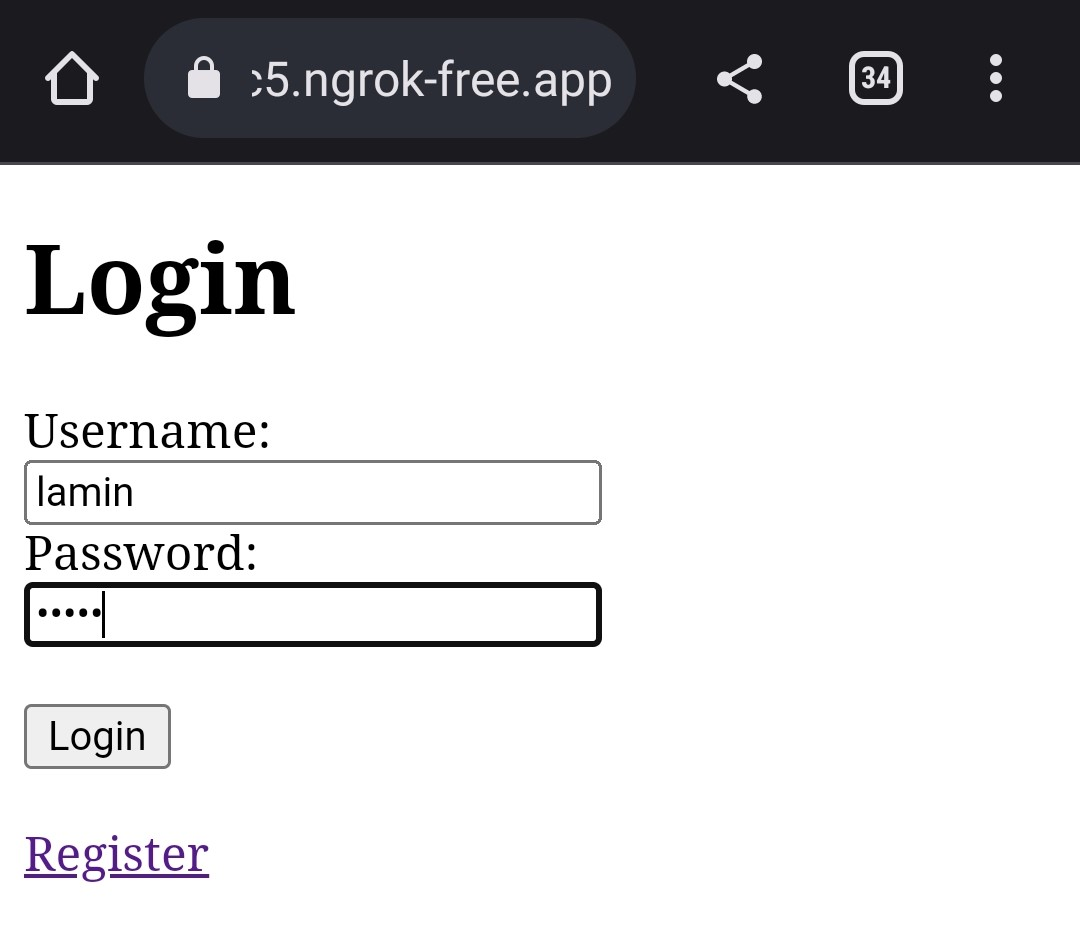 c5.ngrok-free.app
34
Login
Username:
lamin
Password:
•••••
Login
Register